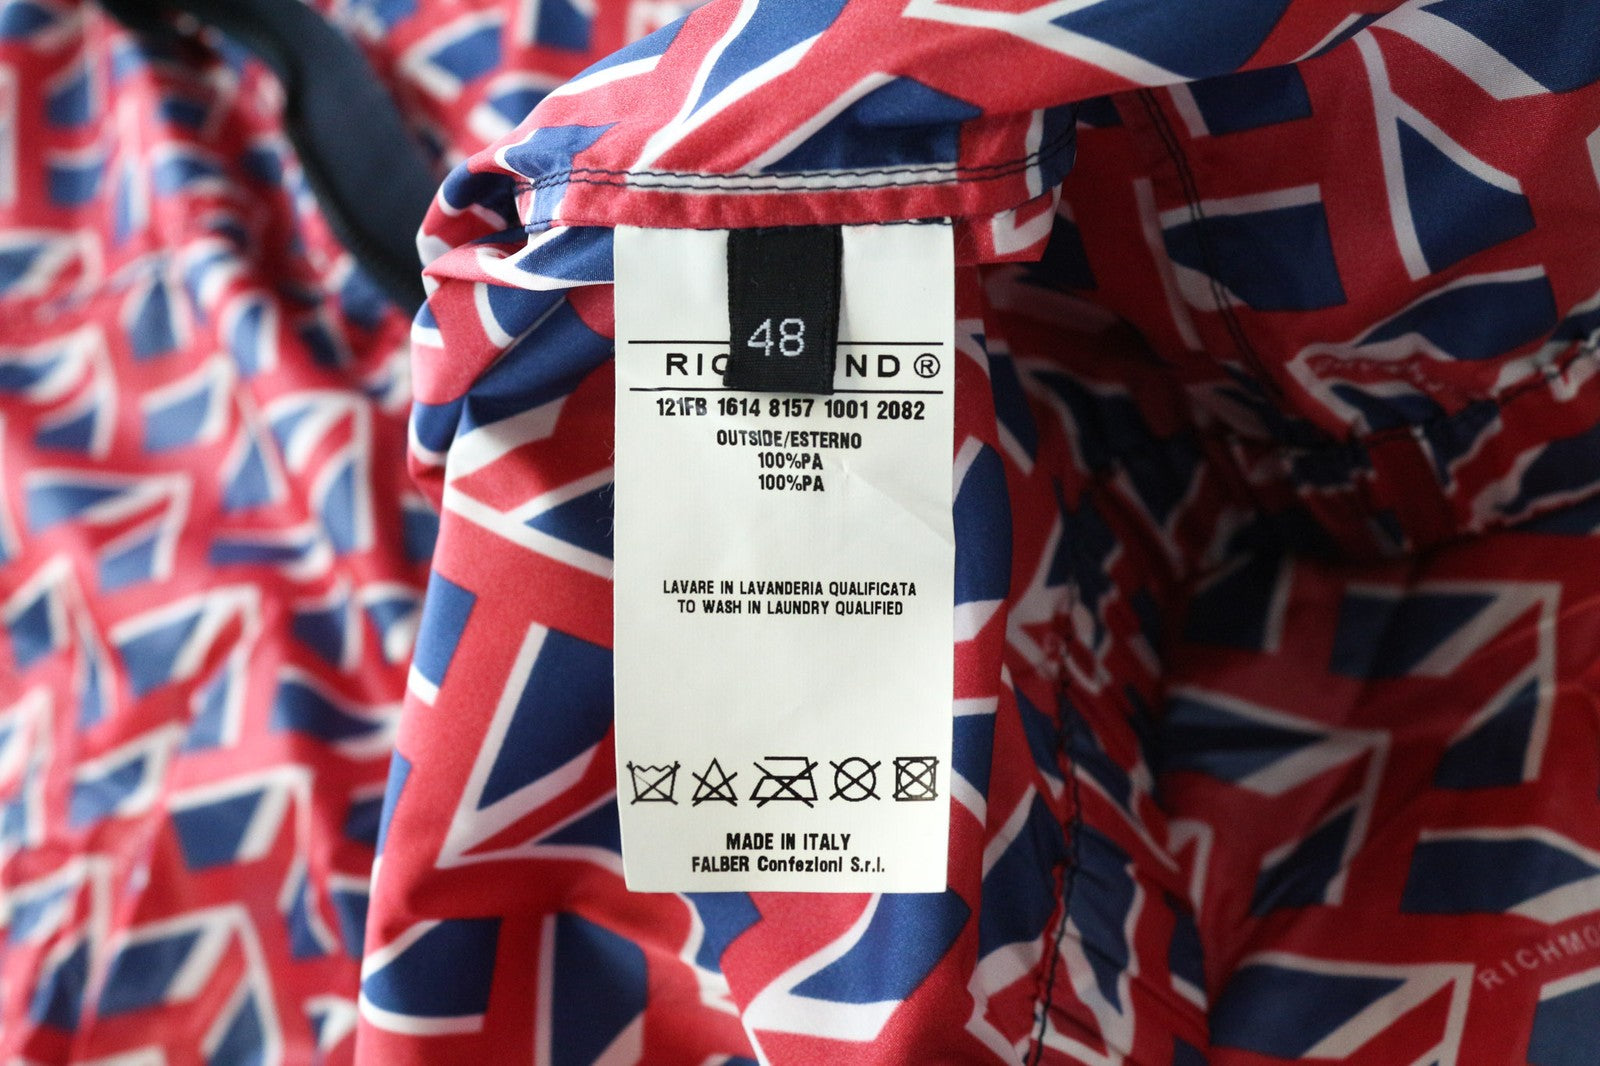 48
RIC ND ®
121FB 1614 8157 1001 2082
OUTSIDE/ESTERNO
100%PA
100%PA
LAVARE IN LAVANDERIA QUALIFICATA
TO WASH IN LAUNDRY QUALIFIED
MADE IN ITALY
FALBER Confezioni S.r.l.
RICHMO